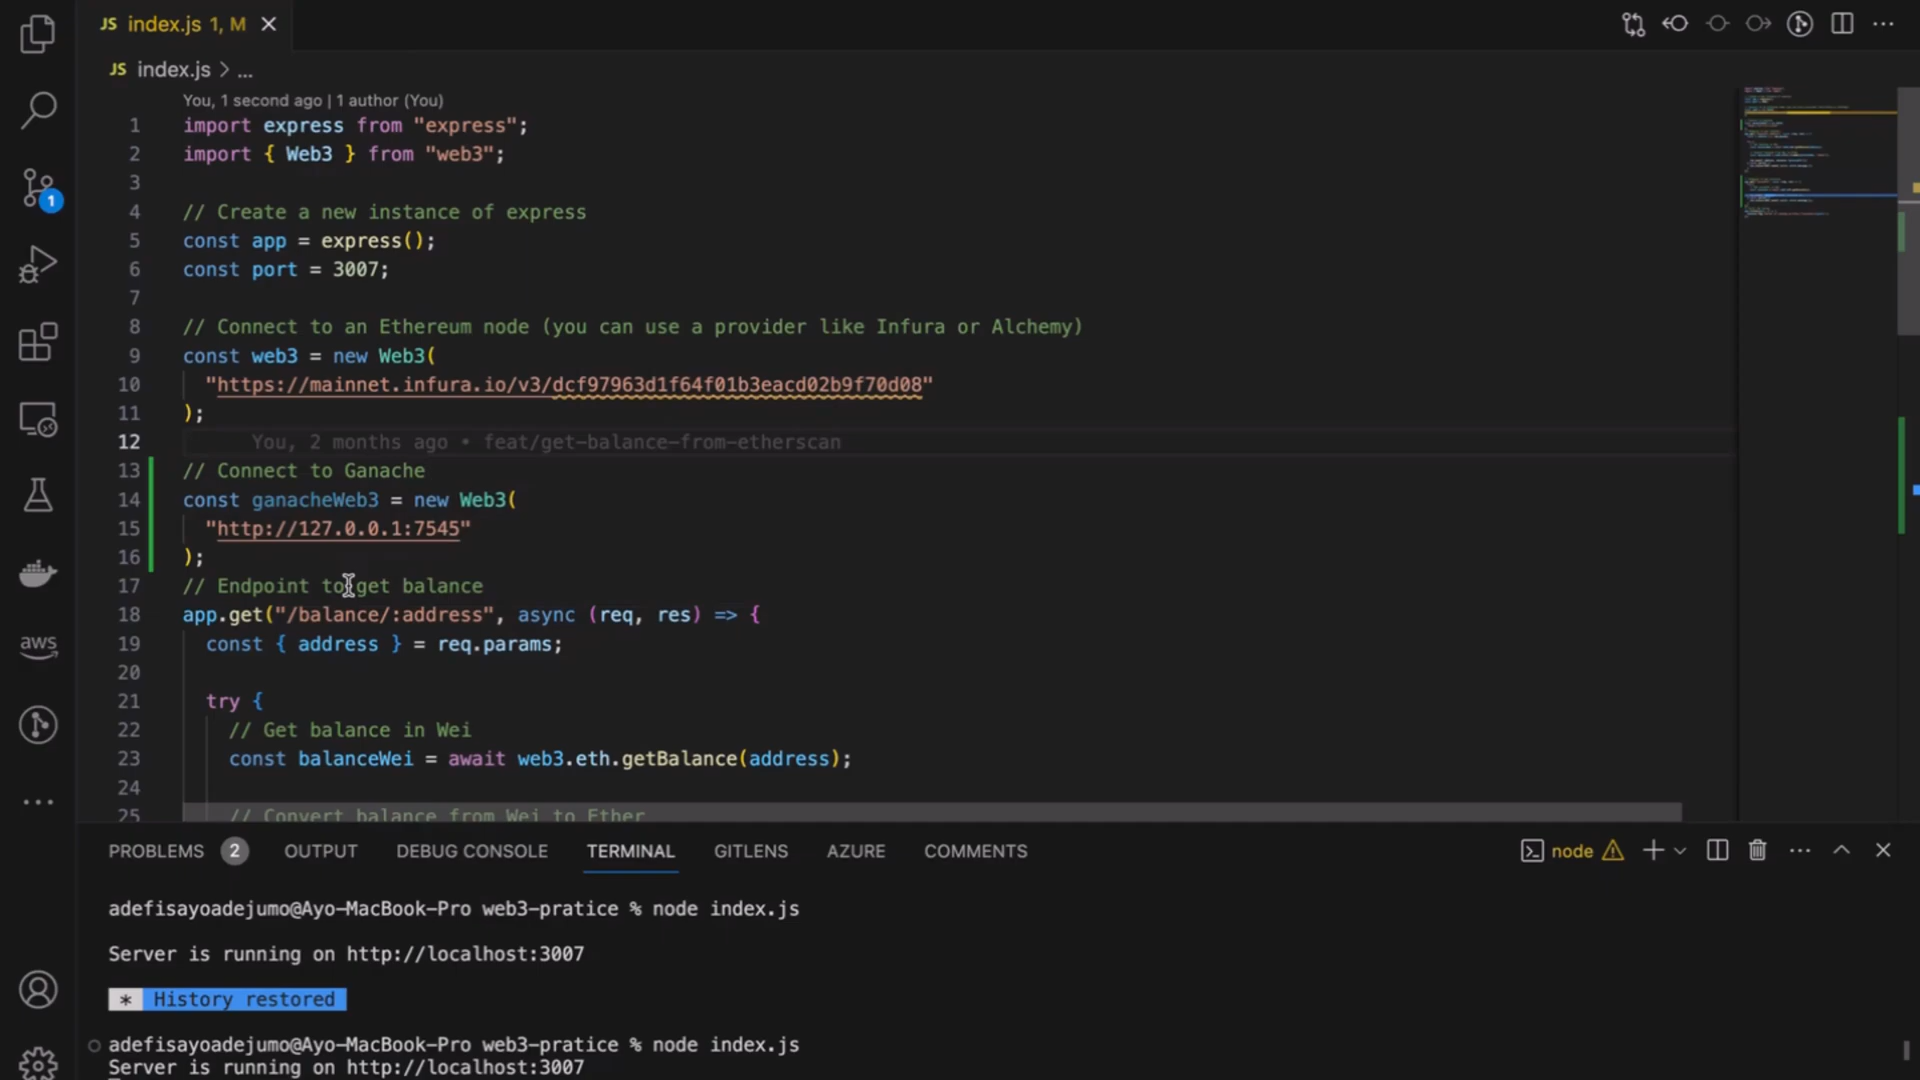 JS index.js 1, M
JS index.js > ...
You, 1 second ago | 1 author (You)
1 import express from "express";
2 import { Web3 } from "web3";
3
4 // Create a new instance of express
5 const app = express();
6 const port = 3007;
7
8 // Connect to an Ethereum node (you can use a provider like Infura or Alchemy)
9 const web3 = new Web3(
10 "https://mainnet.infura.io/v3/dcf97963d1f64f01b3eacd02b9f70d08"
11 );
12 You, 2 months ago • feat/get-balance-from-etherscan
13 // Connect to Ganache
14 const ganacheWeb3 = new Web3(
15 "http://127.0.0.1:7545"
16 );
17 // Endpoint to get balance
18 app.get("/balance/:address", async (req, res) => {
19 const { address } = req.params;
20
21 try {
22 // Get balance in Wei
23 const balanceWei = await web3.eth.getBalance(address);
24
25 // Convert balance from Wei to Ether
1
aws
PROBLEMS 2 OUTPUT DEBUG CONSOLE TERMINAL GITLENS AZURE COMMENTS node
adefisayoadejumo@Ayo-MacBook-Pro web3-pratice % node index.js
Server is running on http://localhost:3007
* History restored
adefisayoadejumo@Ayo-MacBook-Pro web3-pratice % node index.js
Server is running on http://localhost:3007